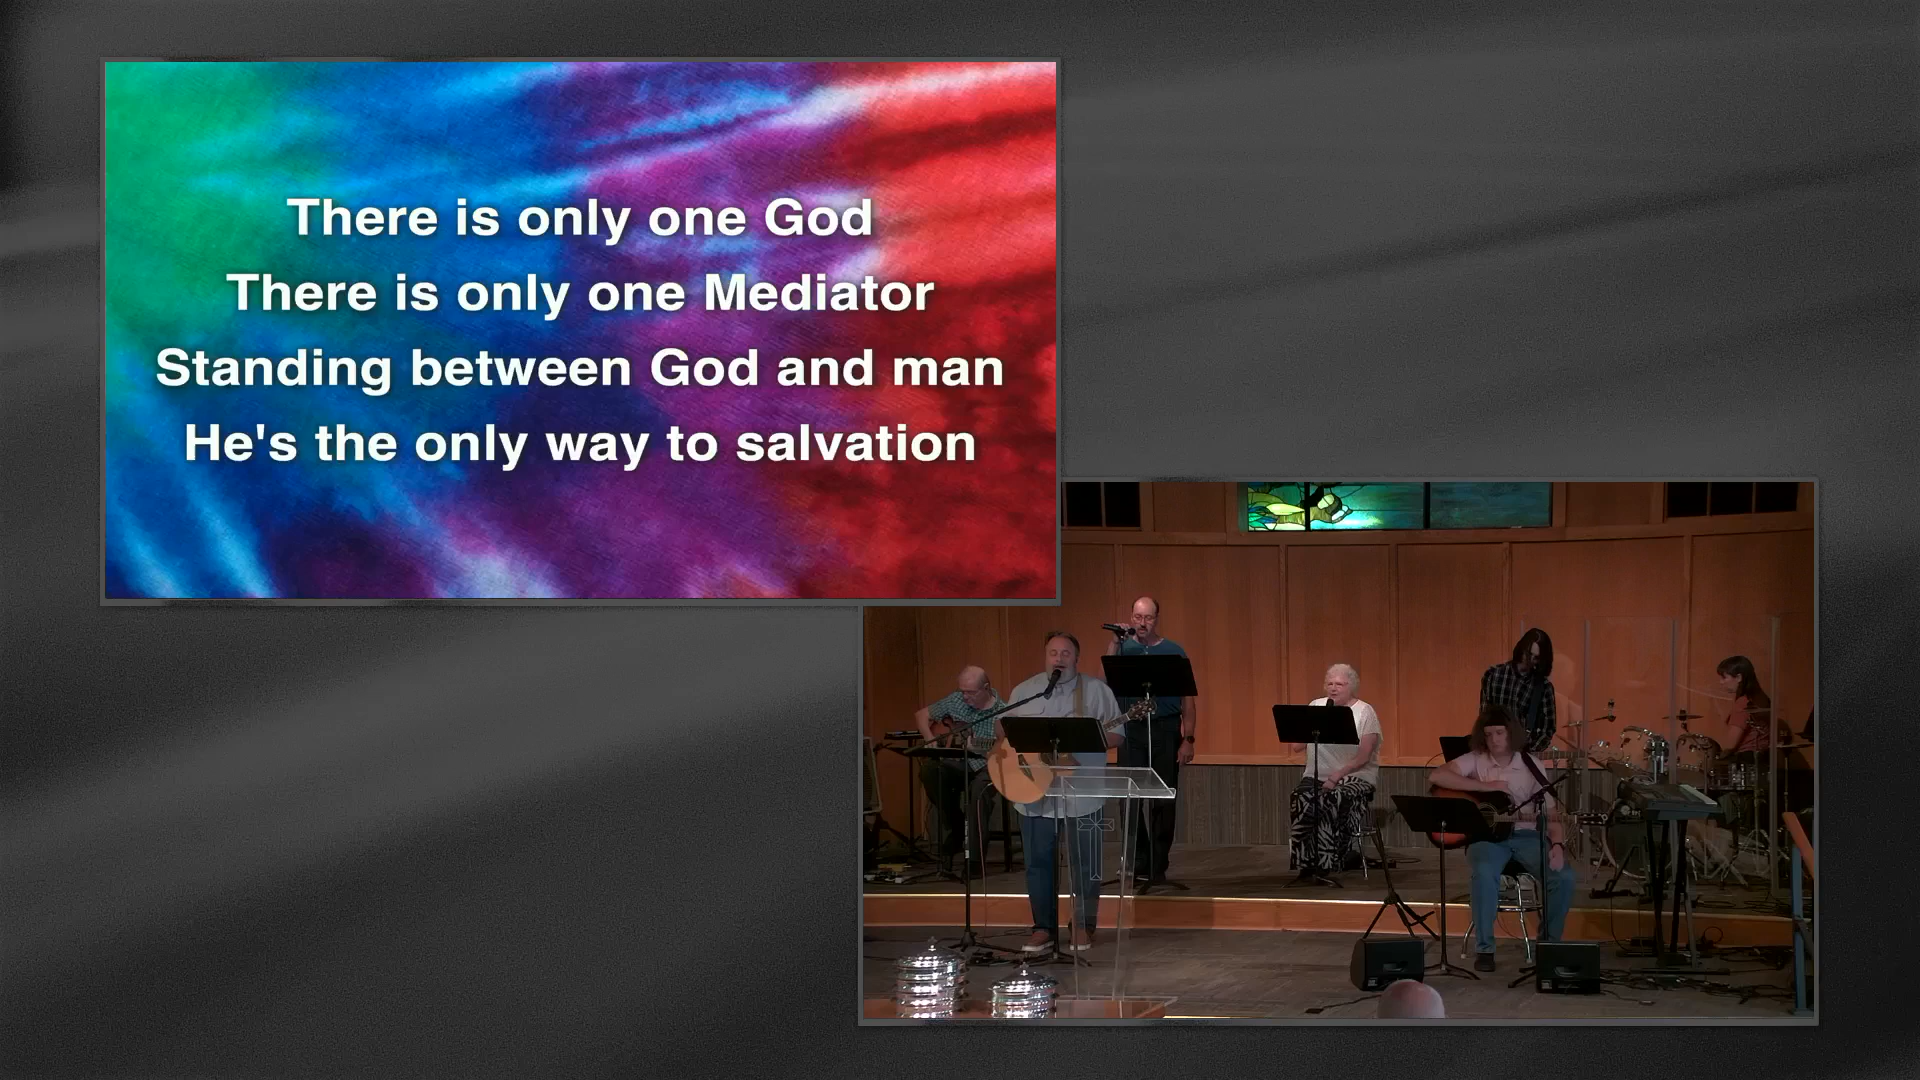 There is only one God
There is only one Mediator
Standing between God and man
He's the only way to salvation